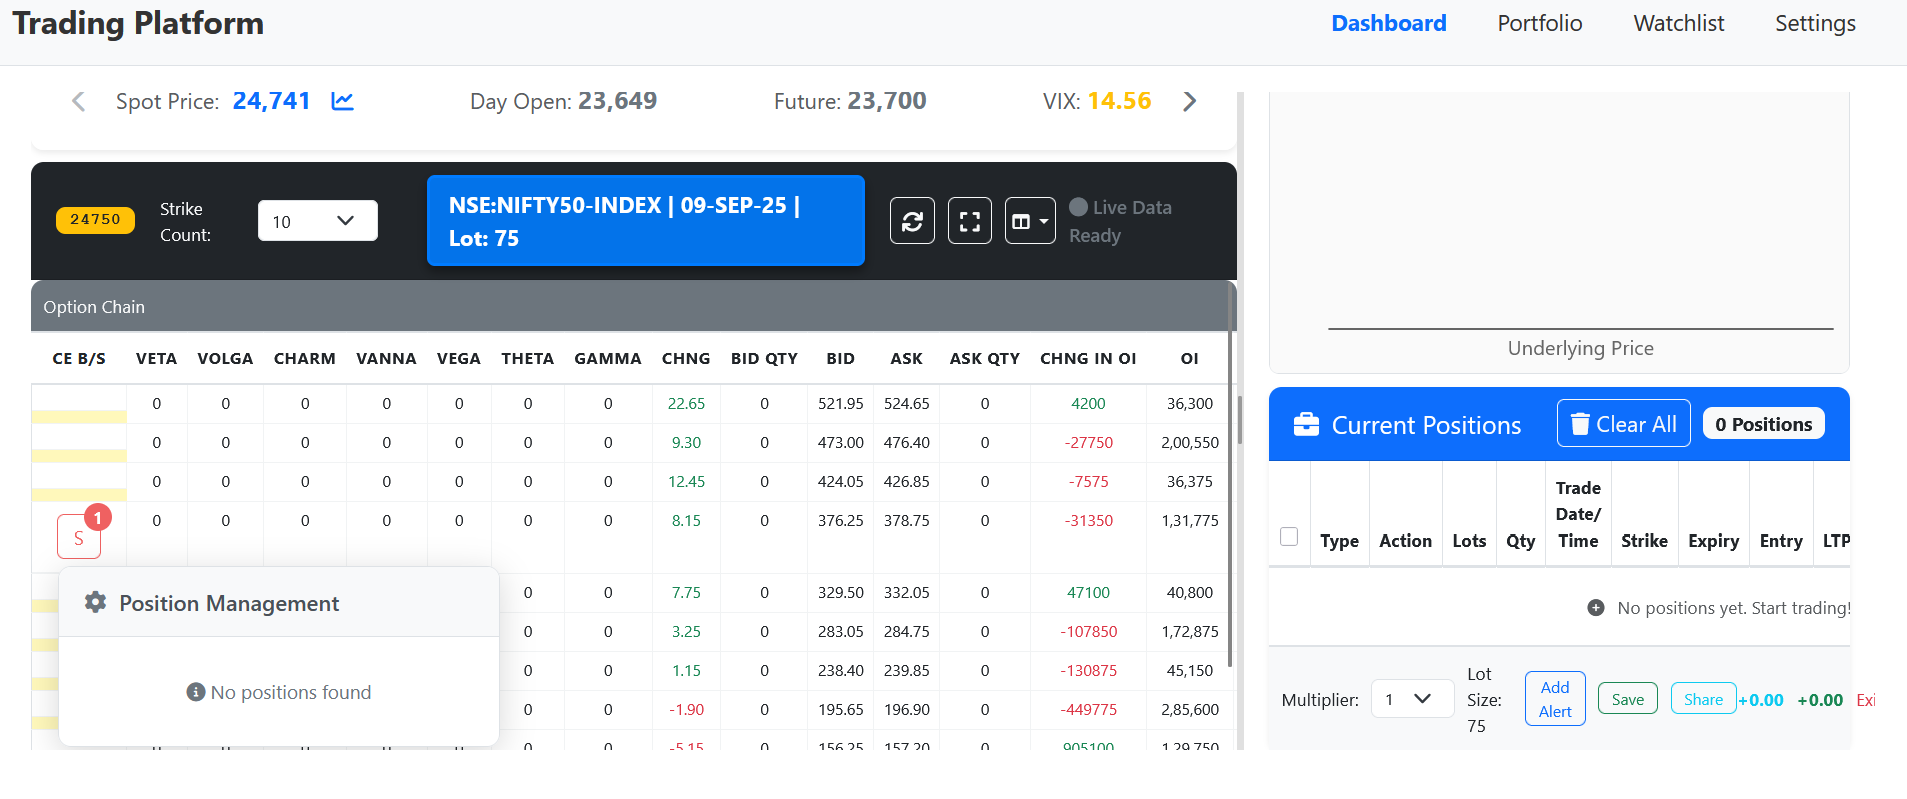 Trading Platform
Dashboard Portfolio Watchlist Settings
Spot Price: 24,741 Day Open: 23,649 Future: 23,700 VIX: 14.56
24750 Strike Count: 10
NSE:NIFTY50-INDEX | 09-SEP-25 |
Lot: 75
Live Data
Ready
Option Chain
CE B/S VETA VOLGA CHARM VANNA VEGA THETA GAMMA CHNG BID QTY BID ASK ASK QTY CHNG IN OI OI
0 0 0 0 0 0 0 22.65 0 521.95 524.65 0 4200 36,300
0 0 0 0 0 0 0 9.30 0 473.00 476.40 0 -27750 2,00,550
0 0 0 0 0 0 0 12.45 0 424.05 426.85 0 -7575 36,375
S 1 0 0 0 0 0 0 0 8.15 0 376.25 378.75 0 -31350 1,31,775
0 0 7.75 0 329.50 332.05 0 47100 40,800
0 0 3.25 0 283.05 284.75 0 -107850 1,72,875
0 0 1.15 0 238.40 239.85 0 -130875 45,150
0 0 -1.90 0 195.65 196.90 0 -449775 2,85,600
0 0 -5.15 0 156.25 157.20 0 905100 1,29,750
Position Management
No positions found
Underlying Price
Current Positions Clear All 0 Positions
Type Action Lots Qty Trade Date/ Time Strike Expiry Entry LTP
No positions yet. Start trading!
Multiplier: 1 Lot Size: 75 Add Alert Save Share +0.00 +0.00 Exi